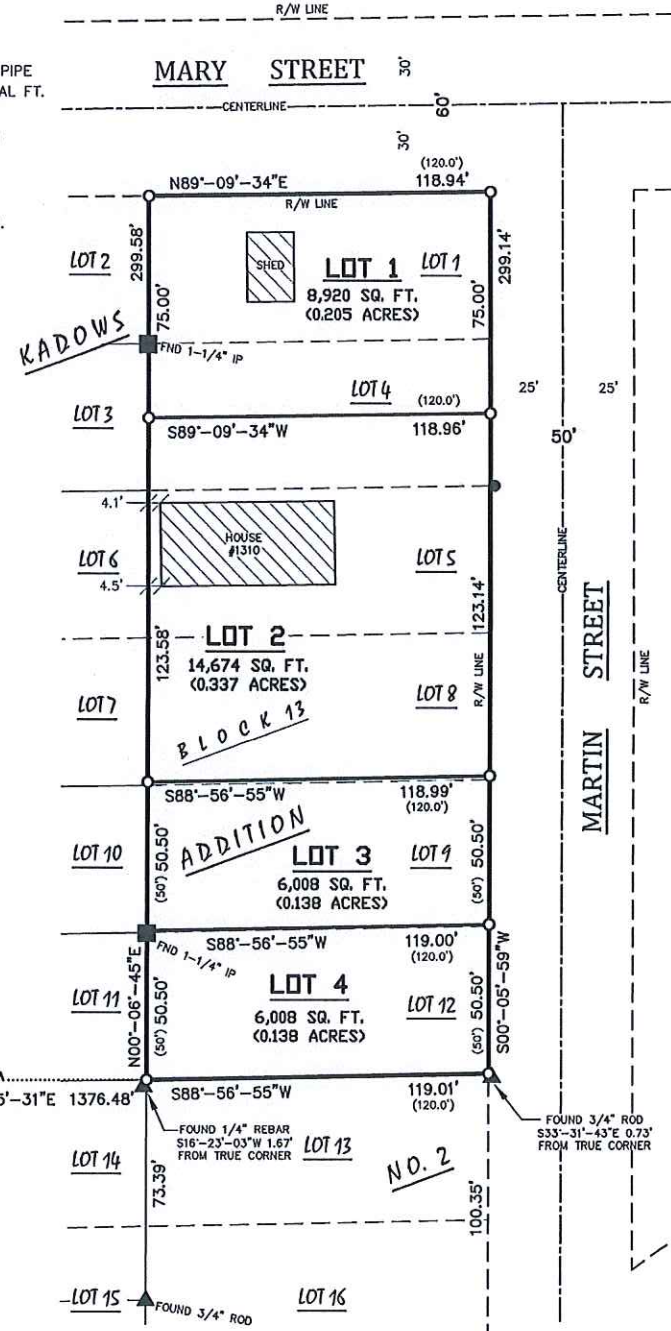 R/W LINE
PIPE
AL FT.
MARY STREET
30'
CENTERLINE
60'
30'
(120.0')
N89°-09'-34"E
118.94'
R/W LINE
LOT 2
299.58'
75.00'
SHED
LOT 1
8,920 SQ. FT.
(0.205 ACRES)
LOT 1
299.14'
75.00'
KADOWS
FND 1-1/4" IP
LOT 3
LOT 4
(120.0')
25'
25'
S89°-09'-34"W
118.96'
50'
4.1'
HOUSE
#1310
LOT 6
4.5'
LOT 5
CENTERLINE
123.14'
LOT 2
14,674 SQ. FT.
(0.337 ACRES)
123.58'
LOT 7
LOT 8
R/W LINE
MARTIN STREET
R/W LINE
BLOCK 13
S88°-56'-55"W
118.99'
(120.0')
ADDITION
LOT 10
(50') 50.50'
LOT 3
6,008 SQ. FT.
(0.138 ACRES)
LOT 9
(50') 50.50'
FND 1-1/4" IP
S88°-56'-55"W
119.00'
(120.0')
LOT 11
N00°-06'-45"E
(50') 50.50'
LOT 4
6,008 SQ. FT.
(0.138 ACRES)
LOT 12
(50') 50.50'
S00°-05'-59"W
'-31"E 1376.48'
S88°-56'-55"W
119.01'
(120.0')
FOUND 1/4" REBAR
S16°-23'-03"W 1.67'
FROM TRUE CORNER
FOUND 3/4" ROD
S33°-31'-43"E 0.73'
FROM TRUE CORNER
LOT 14
LOT 13
73.39'
NO. 2
100.35'
LOT 15
FOUND 3/4" ROD
LOT 16